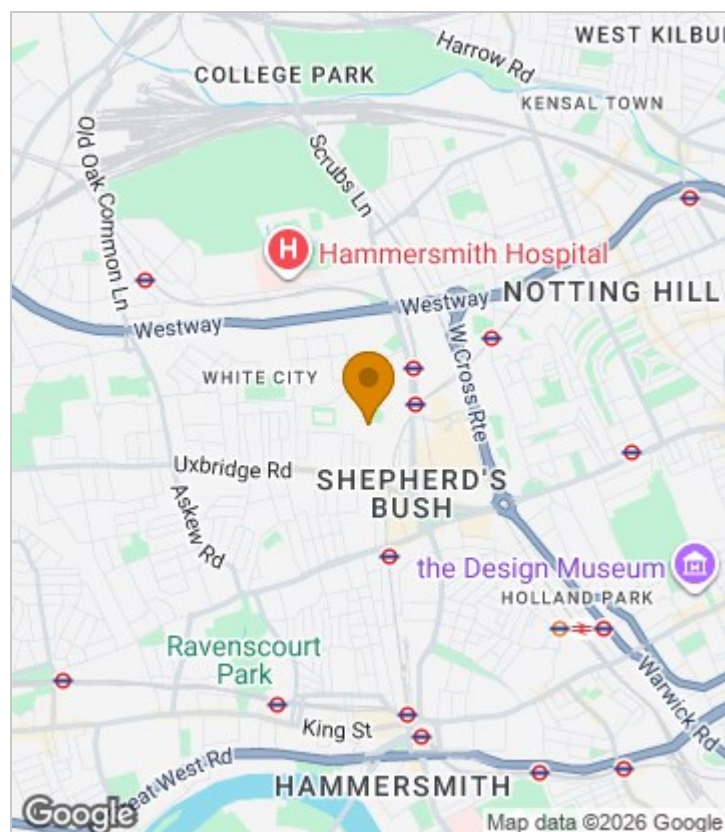 WEST KILBU
Harrow Rd
COLLEGE PARK
KENSAL TOWN
Old Oak Common Ln
Scrubs Ln
H
Hammersmith Hospital
Westway
NOTTING HILL
Westway
W Cross Rte
WHITE CITY
Uxbridge Rd
SHEPHERD'S
BUSH
Askew Rd
the Design Museum
HOLLAND PARK
Ravenscourt
Park
Warwick Rd
King St
eat West Rd
HAMMERSMITH
Google
Map data ©2026 Google